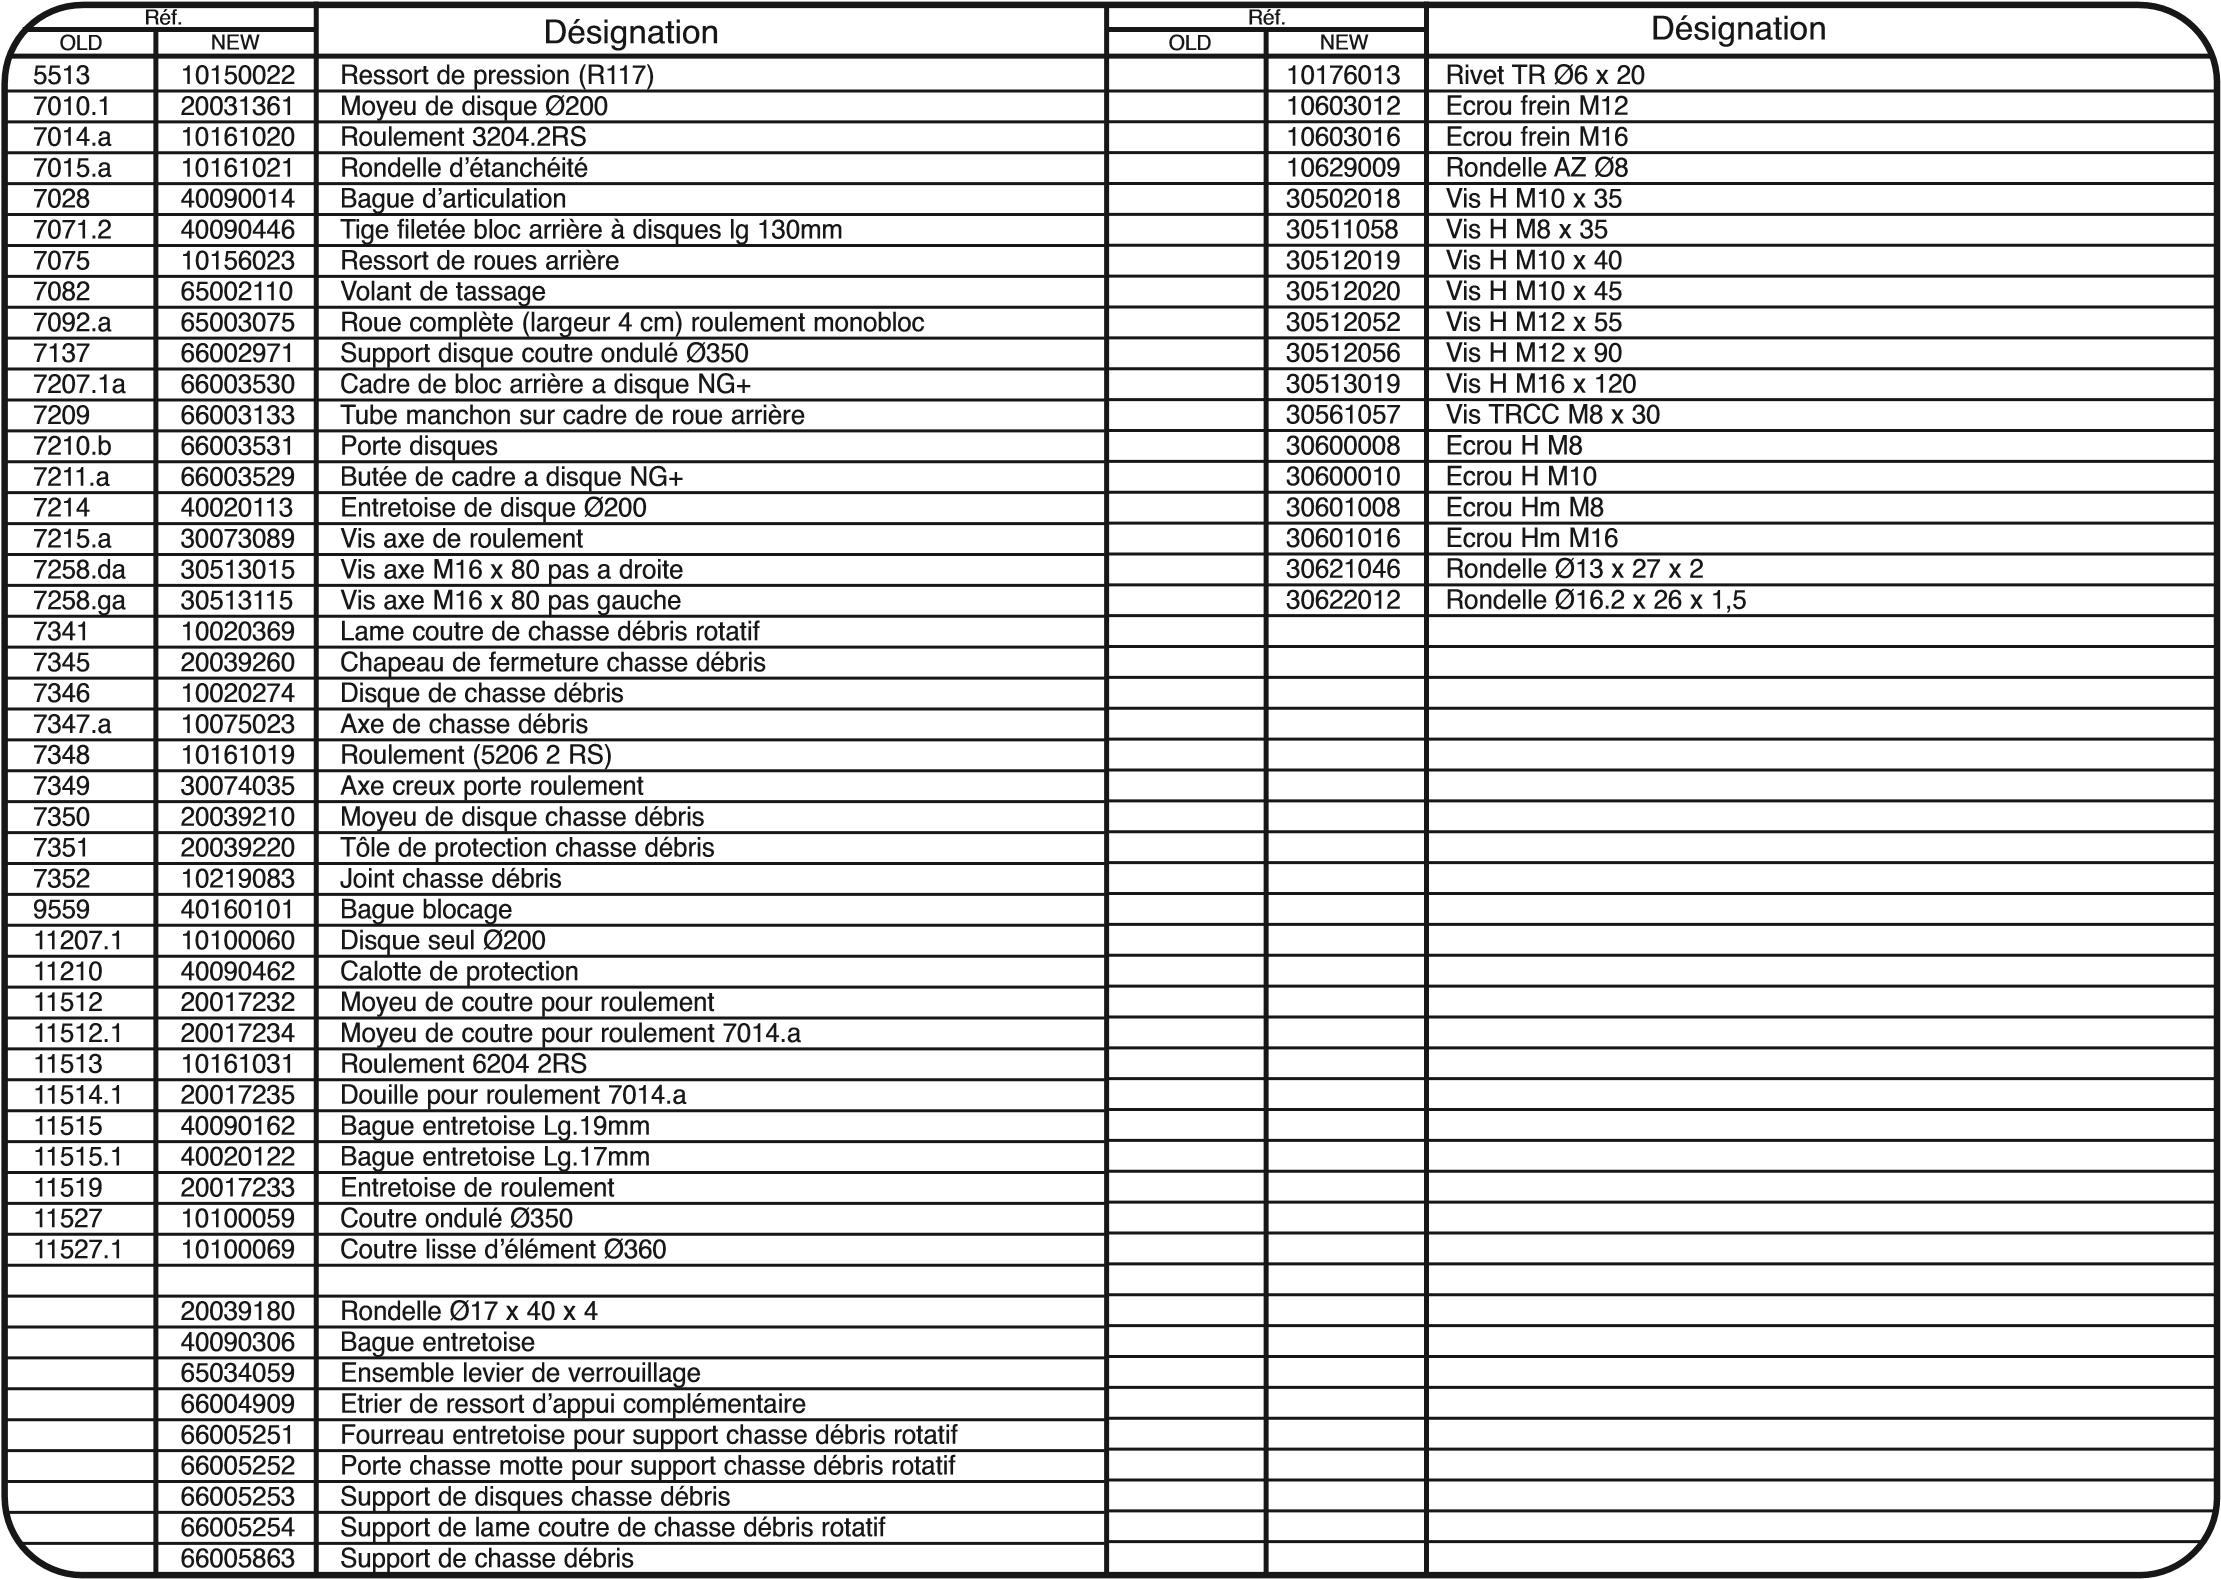 Réf. Désignation Réf. Désignation
OLD NEW OLD NEW
5513 10150022 Ressort de pression (R117) 10176013 Rivet TR Ø6 x 20
7010.1 20031361 Moyeu de disque Ø200 10603012 Ecrou frein M12
7014.a 10161020 Roulement 3204.2RS 10603016 Ecrou frein M16
7015.a 10161021 Rondelle d’étanchéité 10629009 Rondelle AZ Ø8
7028 40090014 Bague d’articulation 30502018 Vis H M10 x 35
7071.2 40090446 Tige filetée bloc arrière à disques lg 130mm 30511058 Vis H M8 x 35
7075 10156023 Ressort de roues arrière 30512019 Vis H M10 x 40
7082 65002110 Volant de tassage 30512020 Vis H M10 x 45
7092.a 65003075 Roue complète (largeur 4 cm) roulement monobloc 30512052 Vis H M12 x 55
7137 66002971 Support disque coutre ondulé Ø350 30512056 Vis H M12 x 90
7207.1a 66003530 Cadre de bloc arrière a disque NG+ 30513019 Vis H M16 x 120
7209 66003133 Tube manchon sur cadre de roue arrière 30561057 Vis TRCC M8 x 30
7210.b 66003531 Porte disques 30600008 Ecrou H M8
7211.a 66003529 Butée de cadre a disque NG+ 30600010 Ecrou H M10
7214 40020113 Entretoise de disque Ø200 30601008 Ecrou Hm M8
7215.a 30073089 Vis axe de roulement 30601016 Ecrou Hm M16
7258.da 30513015 Vis axe M16 x 80 pas a droite 30621046 Rondelle Ø13 x 27 x 2
7258.ga 30513115 Vis axe M16 x 80 pas gauche 30622012 Rondelle Ø16.2 x 26 x 1,5
7341 10020369 Lame coutre de chasse débris rotatif
7345 20039260 Chapeau de fermeture chasse débris
7346 10020274 Disque de chasse débris
7347.a 10075023 Axe de chasse débris
7348 10161019 Roulement (5206 2 RS)
7349 30074035 Axe creux porte roulement
7350 20039210 Moyeu de disque chasse débris
7351 20039220 Tôle de protection chasse débris
7352 10219083 Joint chasse débris
9559 40160101 Bague blocage
11207.1 10100060 Disque seul Ø200
11210 40090462 Calotte de protection
11512 20017232 Moyeu de coutre pour roulement
11512.1 20017234 Moyeu de coutre pour roulement 7014.a
11513 10161031 Roulement 6204 2RS
11514.1 20017235 Douille pour roulement 7014.a
11515 40090162 Bague entretoise Lg.19mm
11515.1 40020122 Bague entretoise Lg.17mm
11519 20017233 Entretoise de roulement
11527 10100059 Coutre ondulé Ø350
11527.1 10100069 Coutre lisse d’élément Ø360
20039180 Rondelle Ø17 x 40 x 4
40090306 Bague entretoise
65034059 Ensemble levier de verrouillage
66004909 Etrier de ressort d’appui complémentaire
66005251 Fourreau entretoise pour support chasse débris rotatif
66005252 Porte chasse motte pour support chasse débris rotatif
66005253 Support de disques chasse débris
66005254 Support de lame coutre de chasse débris rotatif
66005863 Support de chasse débris